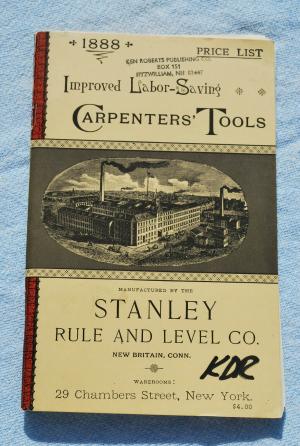 1888
PRICE LIST
KEN ROBERTS PUBLISHING CO.
BOX 151
FITZWILLIAM, NH 03447
Improved Labor-Saving
CARPENTERS' TOOLS
MANUFACTURED BY THE
STANLEY
RULE AND LEVEL CO.
NEW BRITAIN, CONN.
KDR
WAREROOMS:
29 Chambers Street, New York.
$4.00